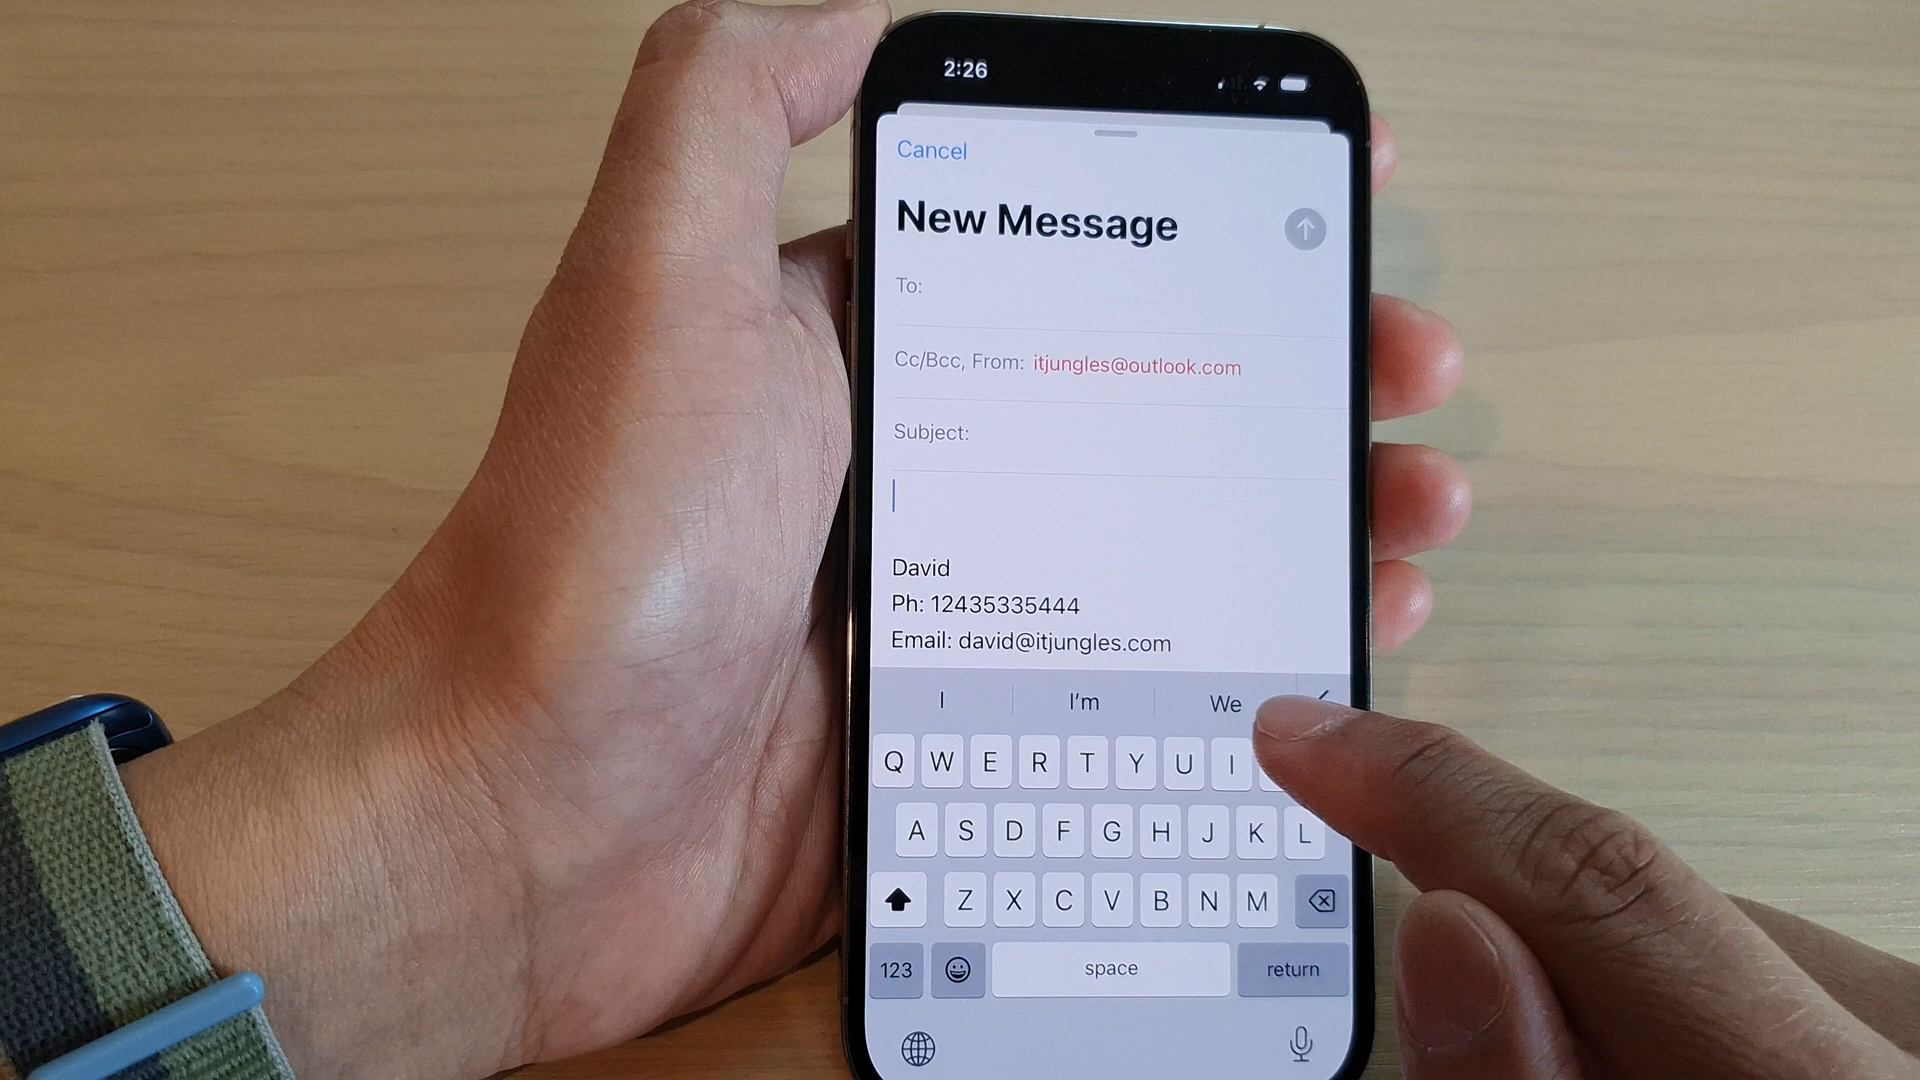 2:26
Cancel
New Message
To:
Cc/Bcc, From: itjungles@outlook.com
Subject:
David
Ph: 12435335444
Email: david@itjungles.com
I I'm We
Q W E R T Y U I
A S D F G H J K L
Z X C V B N M
123 space return